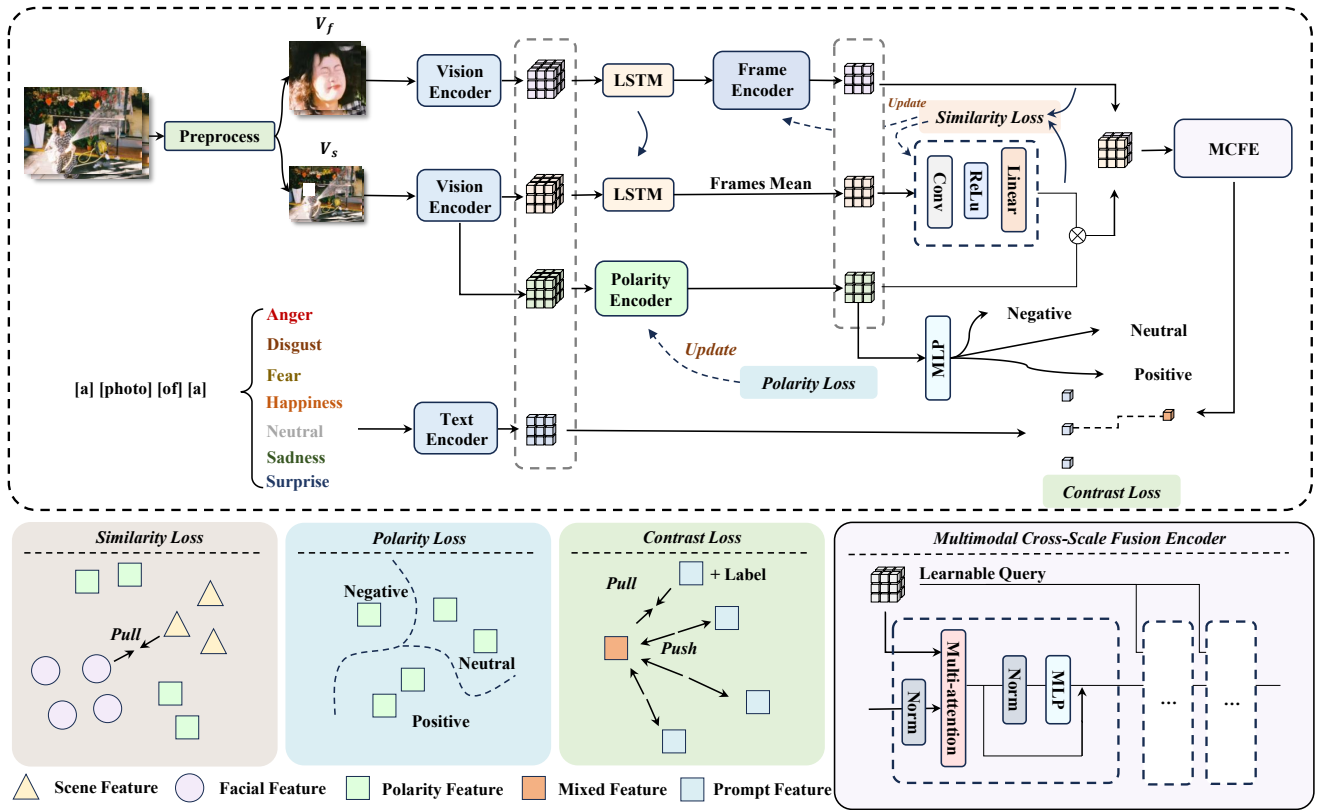 V_f
Vision
Encoder
LSTM
Frame
Encoder
Update
Similarity Loss
Preprocess
MCFE
V_s
Vision
Encoder
LSTM
Frames Mean
Conv
ReLu
Linear
Polarity
Encoder
Negative
Neutral
Positive
MLP
Update
Polarity Loss
[a] [photo] [of] [a]
Anger
Disgust
Fear
Happiness
Neutral
Sadness
Surprise
Text
Encoder
Contrast Loss
Similarity Loss
Pull
Polarity Loss
Negative
Neutral
Positive
Contrast Loss
Pull
+ Label
Push
Multimodal Cross-Scale Fusion Encoder
Learnable Query
Norm
Multi-attention
Norm
MLP
...
...
Scene Feature
Facial Feature
Polarity Feature
Mixed Feature
Prompt Feature